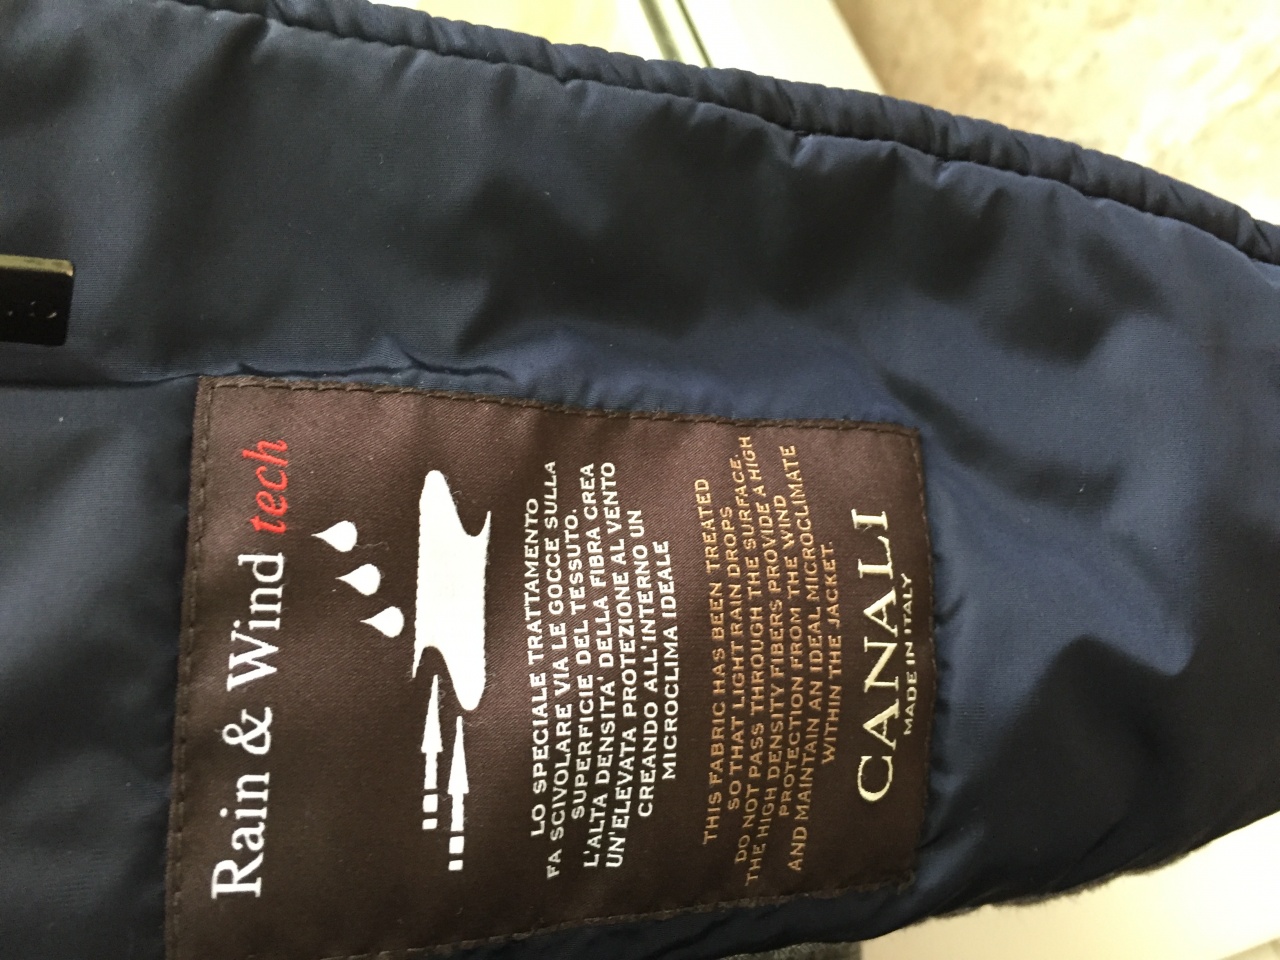 Rain & Wind tech
LO SPECIALE TRATTAMENTO
FA SCIVOLARE VIA LE GOCCE SULLA
SUPERFICIE DEL TESSUTO.
L'ALTA DENSITA' DELLA FIBRA CREA
UN'ELEVATA PROTEZIONE AL VENTO
CREANDO ALL'INTERNO UN
MICROCLIMA IDEALE
THIS FABRIC HAS BEEN TREATED
SO THAT LIGHT RAIN DROPS
DO NOT PASS THROUGH THE SURFACE.
THE HIGH DENSITY FIBERS PROVIDE A HIGH
PROTECTION FROM THE WIND
AND MAINTAIN AN IDEAL MICROCLIMATE
WITHIN THE JACKET.
CANALI
MADE IN ITALY